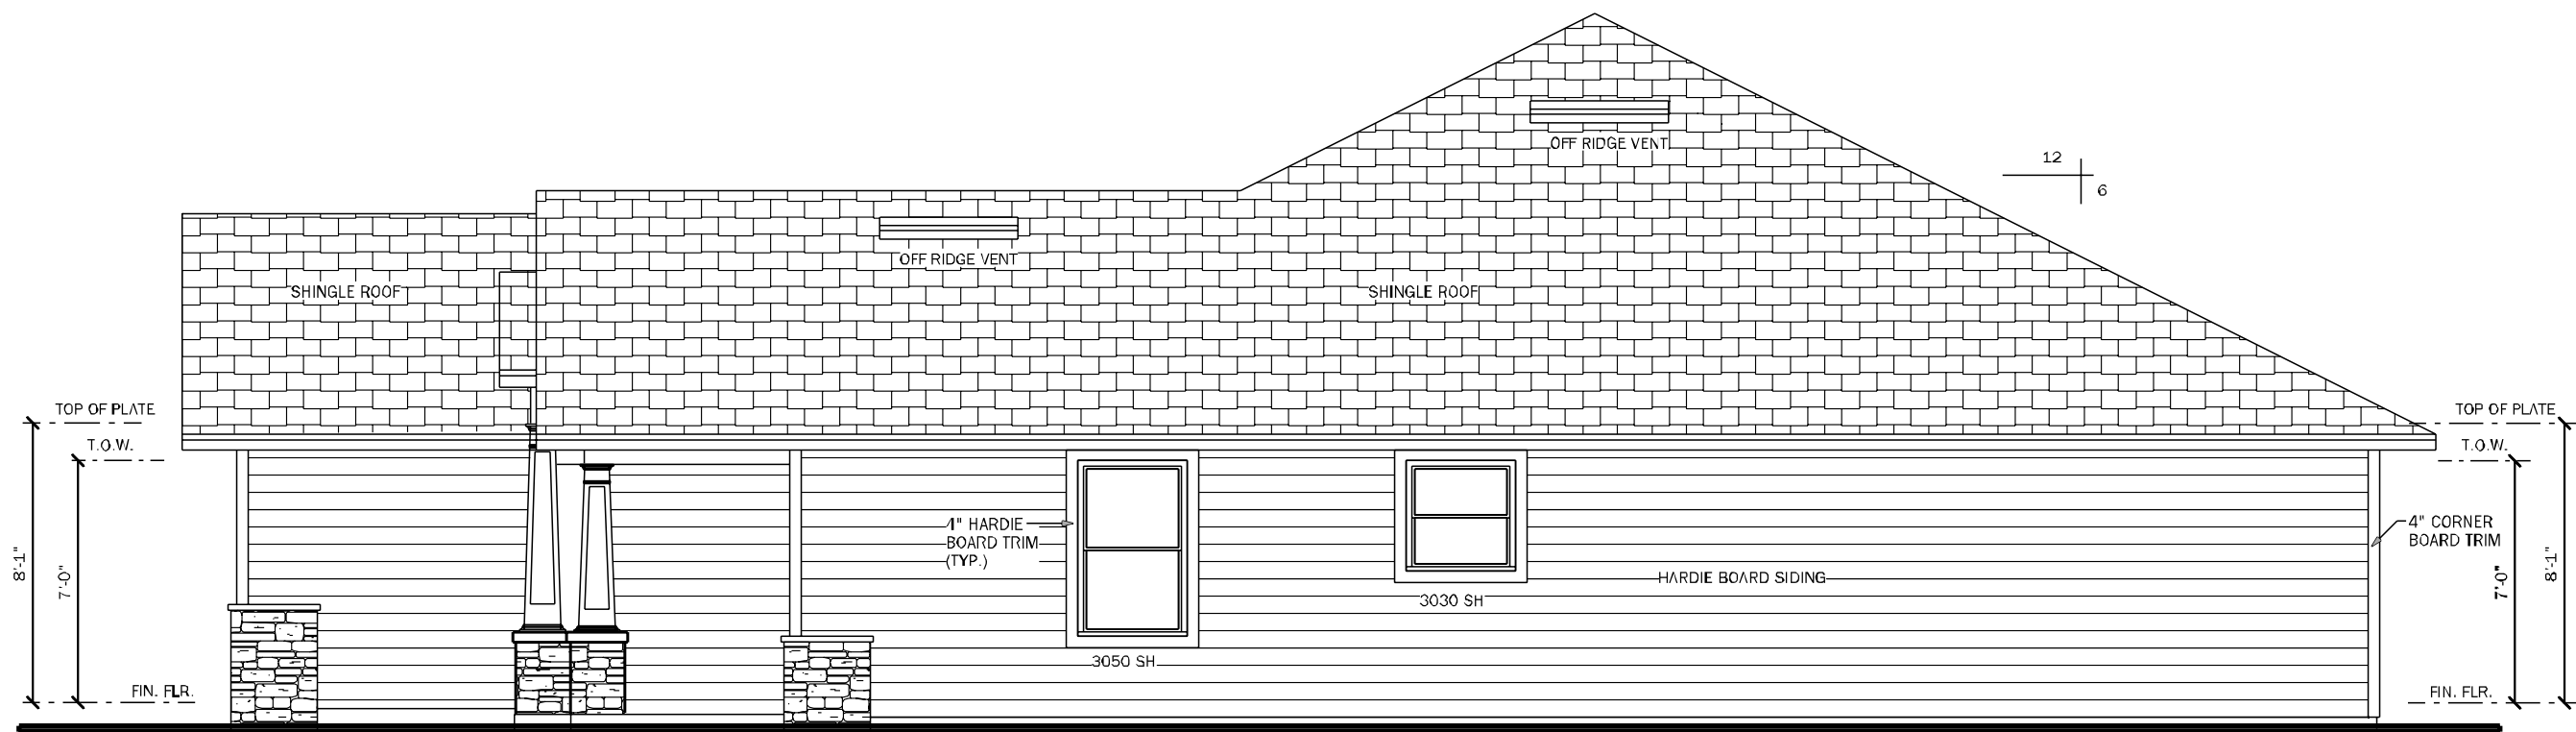 OFF RIDGE VENT
12
6
OFF RIDGE VENT
SHINGLE ROOF
SHINGLE ROOF
TOP OF PLATE
T.O.W.
TOP OF PLATE
T.O.W.
8'-1"
7'-0"
4" HARDIE
BOARD TRIM
(TYP.)
4" CORNER
BOARD TRIM
7'-0"
8'-1"
HARDIE BOARD SIDING
3030 SH
3050 SH
FIN. FLR.
FIN. FLR.